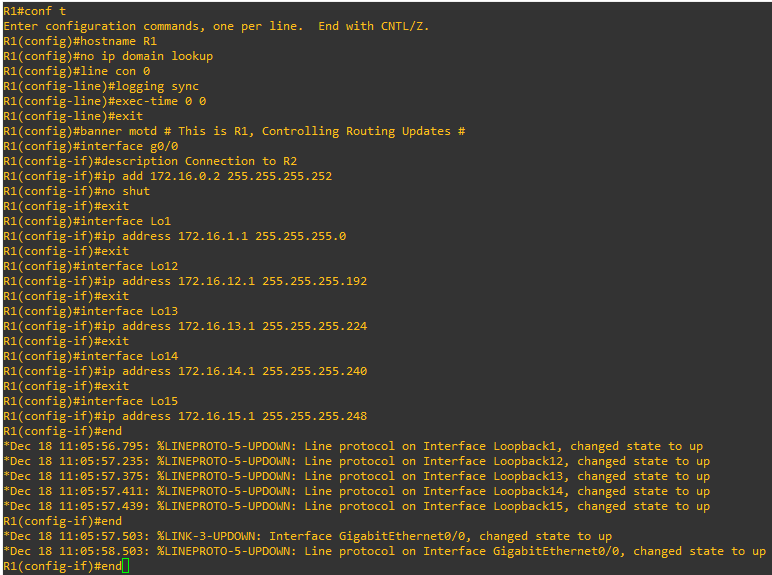 R1#conf t
Enter configuration commands, one per line.  End with CNTL/Z.
R1(config)#hostname R1
R1(config)#no ip domain lookup
R1(config)#line con 0
R1(config-line)#logging sync
R1(config-line)#exec-time 0 0
R1(config-line)#exit
R1(config)#banner motd # This is R1, Controlling Routing Updates #
R1(config)#interface g0/0
R1(config-if)#description Connection to R2
R1(config-if)#ip add 172.16.0.2 255.255.255.252
R1(config-if)#no shut
R1(config-if)#exit
R1(config)#interface Lo1
R1(config-if)#ip address 172.16.1.1 255.255.255.0
R1(config-if)#exit
R1(config)#interface Lo12
R1(config-if)#ip address 172.16.12.1 255.255.255.192
R1(config-if)#exit
R1(config)#interface Lo13
R1(config-if)#ip address 172.16.13.1 255.255.255.224
R1(config-if)#exit
R1(config)#interface Lo14
R1(config-if)#ip address 172.16.14.1 255.255.255.240
R1(config-if)#exit
R1(config)#interface Lo15
R1(config-if)#ip address 172.16.15.1 255.255.255.248
R1(config-if)#end
*Dec 18 11:05:56.795: %LINEPROTO-5-UPDOWN: Line protocol on Interface Loopback1, changed state to up
*Dec 18 11:05:57.235: %LINEPROTO-5-UPDOWN: Line protocol on Interface Loopback12, changed state to up
*Dec 18 11:05:57.375: %LINEPROTO-5-UPDOWN: Line protocol on Interface Loopback13, changed state to up
*Dec 18 11:05:57.411: %LINEPROTO-5-UPDOWN: Line protocol on Interface Loopback14, changed state to up
*Dec 18 11:05:57.439: %LINEPROTO-5-UPDOWN: Line protocol on Interface Loopback15, changed state to up
R1(config-if)#end
*Dec 18 11:05:57.503: %LINK-3-UPDOWN: Interface GigabitEthernet0/0, changed state to up
*Dec 18 11:05:58.503: %LINEPROTO-5-UPDOWN: Line protocol on Interface GigabitEthernet0/0, changed state to up
R1(config-if)#end